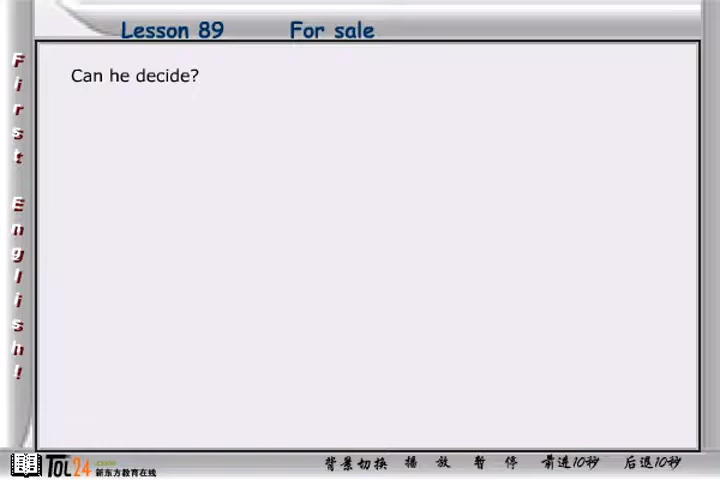 Lesson 89 For sale
First English!
Can he decide?
TOL24.com 新东方教育在线
背景切换 播放 暂停 前进10秒 后退10秒